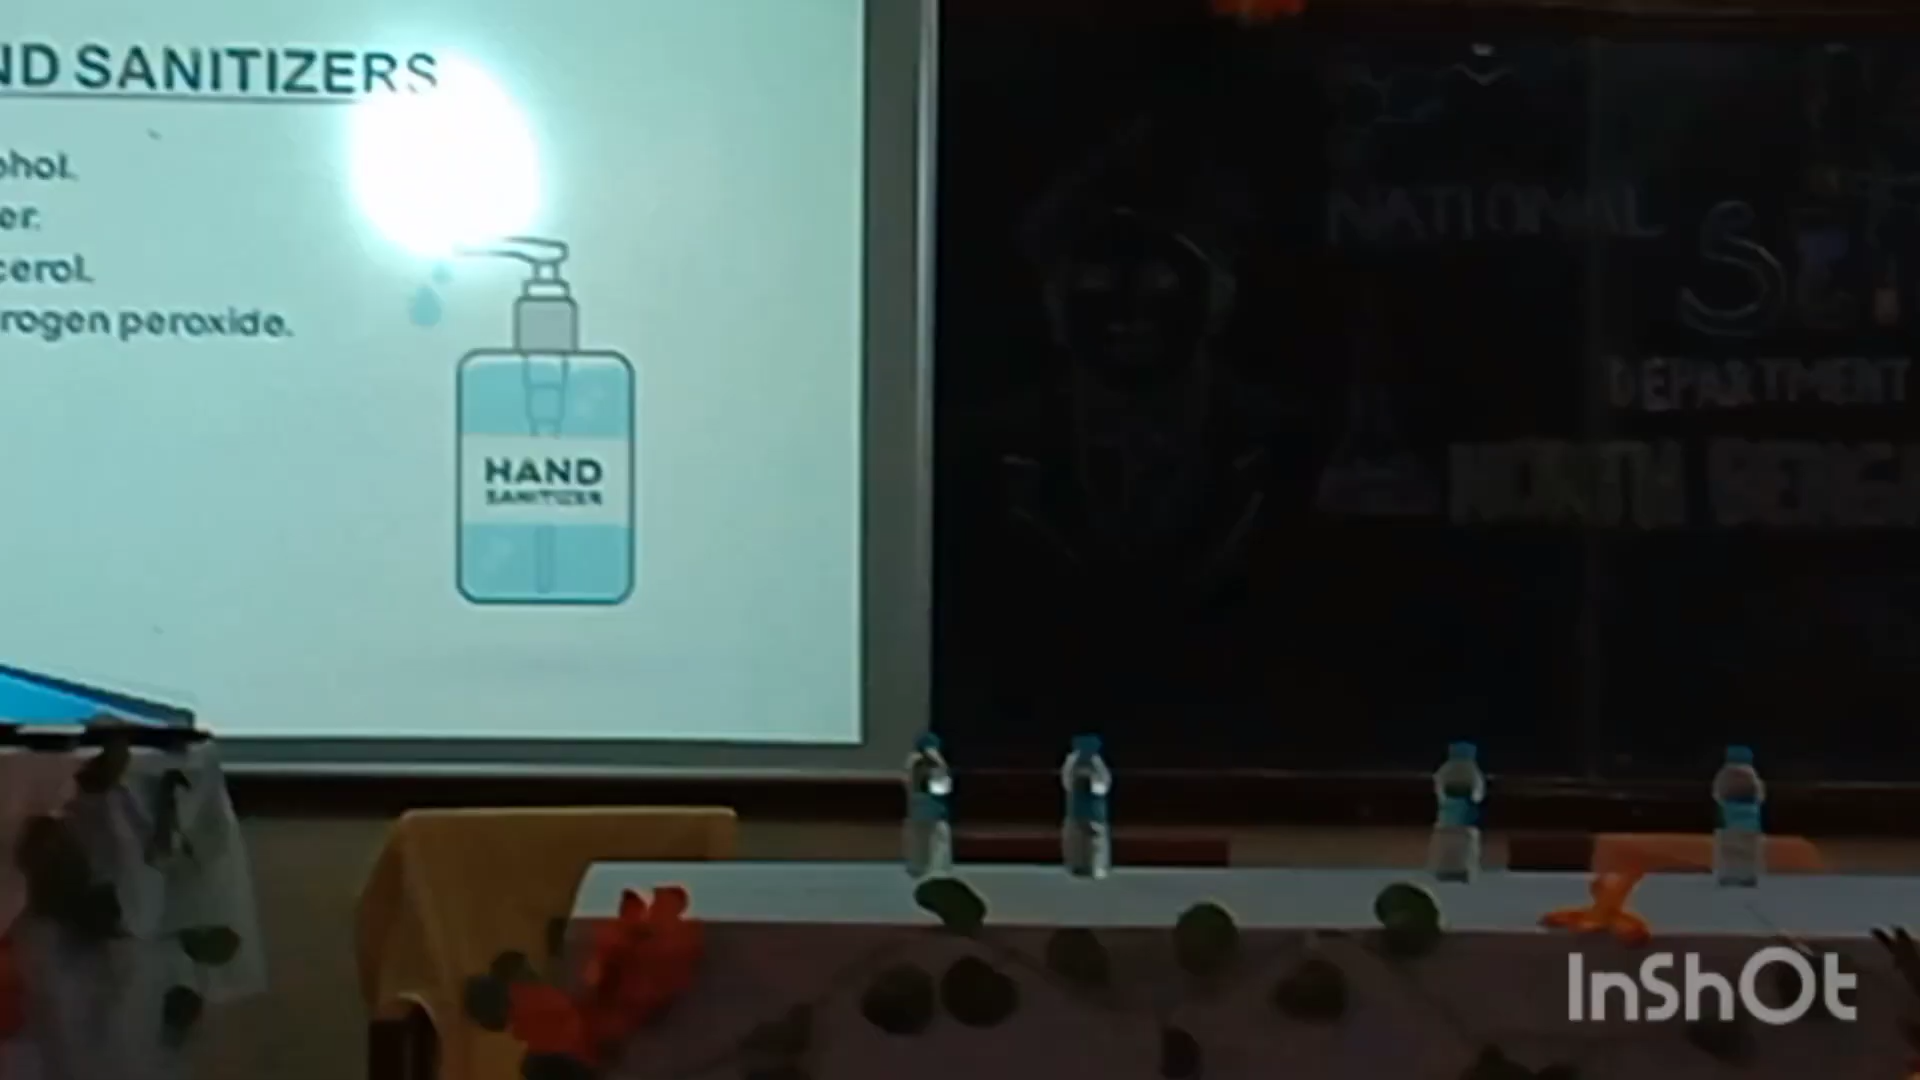 ND SANITIZERS
ohol.
er.
cerol.
rogen peroxide.
HAND
SANITIZER
NATIONAL
DEPARTMENT
NORTH BENGA
InShOt